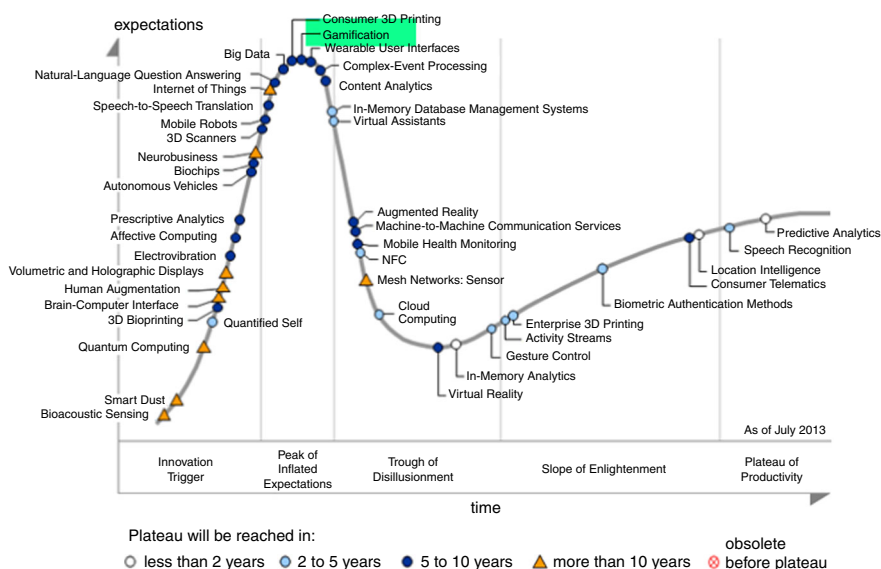 expectations
Consumer 3D Printing
Gamification
Wearable User Interfaces
Big Data
Complex-Event Processing
Natural-Language Question Answering
Content Analytics
Internet of Things
Speech-to-Speech Translation
In-Memory Database Management Systems
Mobile Robots
Virtual Assistants
3D Scanners
Neurobusiness
Biochips
Autonomous Vehicles
Augmented Reality
Prescriptive Analytics
Machine-to-Machine Communication Services
Affective Computing
Mobile Health Monitoring
Electrovibration
NFC
Volumetric and Holographic Displays
Mesh Networks: Sensor
Human Augmentation
Brain-Computer Interface
3D Bioprinting
Quantified Self
Cloud
Computing
Quantum Computing
Smart Dust
Bioacoustic Sensing
Predictive Analytics
Speech Recognition
Location Intelligence
Consumer Telematics
Biometric Authentication Methods
Enterprise 3D Printing
Activity Streams
Gesture Control
In-Memory Analytics
Virtual Reality
As of July 2013
Innovation
Trigger
Peak of
Inflated
Expectations
Trough of
Disillusionment
Slope of Enlightenment
Plateau of
Productivity
time
Plateau will be reached in:
less than 2 years
2 to 5 years
5 to 10 years
more than 10 years
obsolete
before plateau